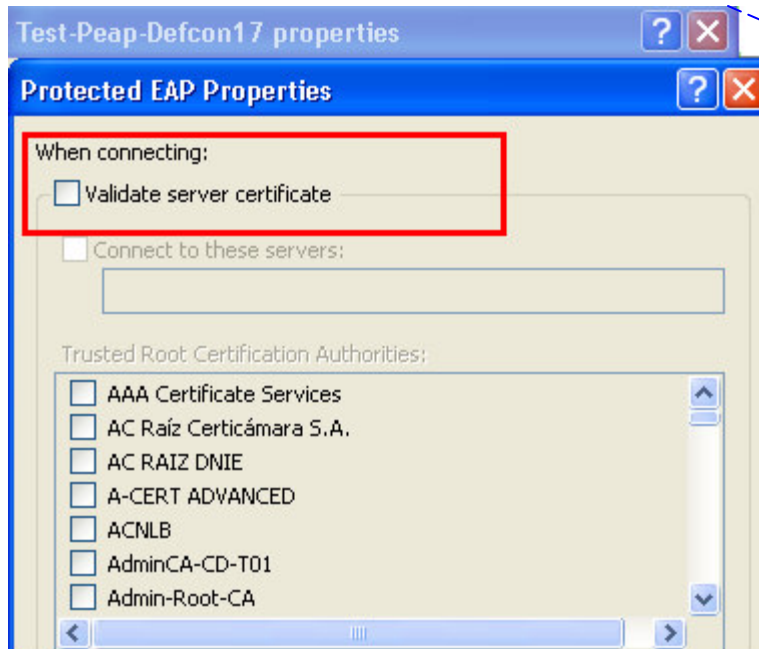 Test-Peap-Defcon17 properties
Protected EAP Properties
When connecting:
Validate server certificate
Connect to these servers:
Trusted Root Certification Authorities:
AAA Certificate Services
AC Raíz Certicámara S.A.
AC RAIZ DNIE
A-CERT ADVANCED
ACNLB
AdminCA-CD-T01
Admin-Root-CA